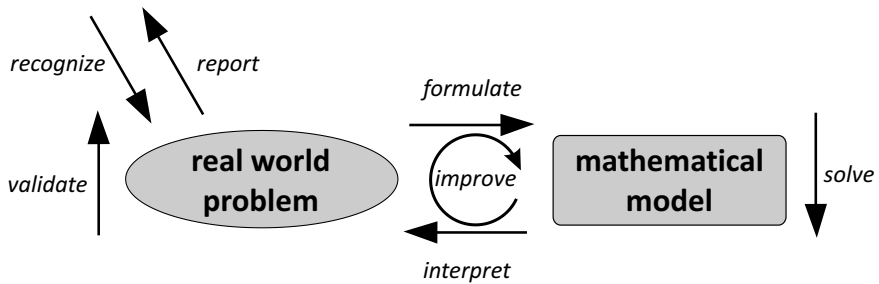 recognize
report
formulate
validate
real world
problem
improve
mathematical
model
solve
interpret